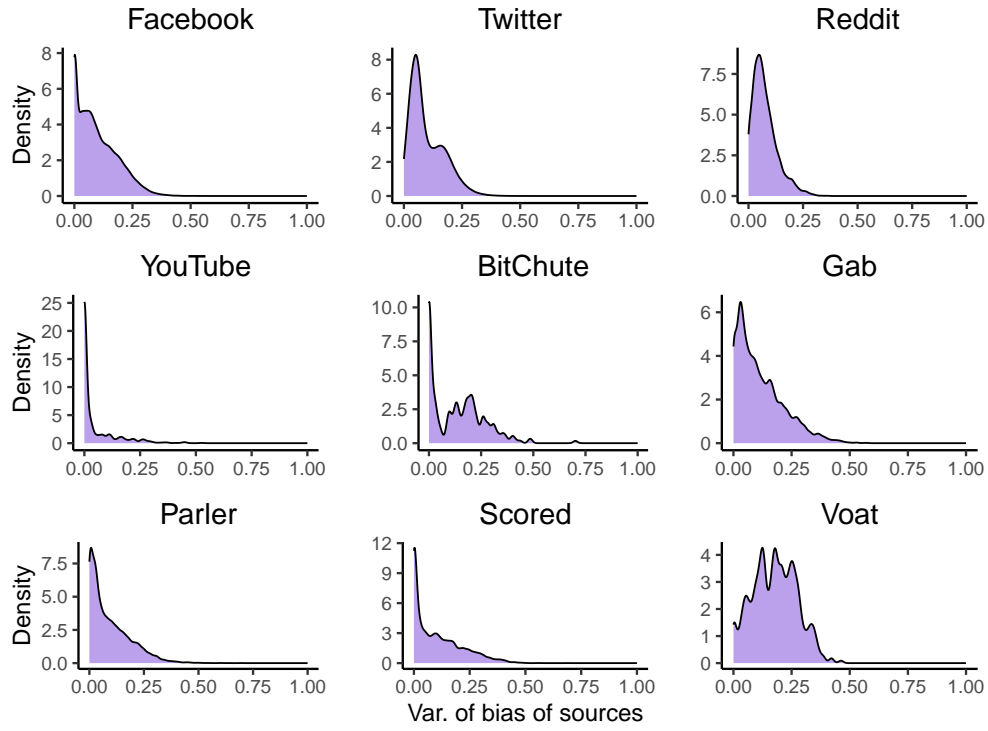 Facebook Twitter Reddit
Density
8
6
4
2
0
0.00 0.25 0.50 0.75 1.00
8
6
4
2
0
0.00 0.25 0.50 0.75 1.00
7.5
5.0
2.5
0.0
0.00 0.25 0.50 0.75 1.00
YouTube BitChute Gab
Density
25
20
15
10
5
0
0.00 0.25 0.50 0.75 1.00
10.0
7.5
5.0
2.5
0.0
0.00 0.25 0.50 0.75 1.00
6
4
2
0
0.00 0.25 0.50 0.75 1.00
Parler Scored Voat
Density
7.5
5.0
2.5
0.0
0.00 0.25 0.50 0.75 1.00
12
9
6
3
0
0.00 0.25 0.50 0.75 1.00
4
3
2
1
0
0.00 0.25 0.50 0.75 1.00
Var. of bias of sources